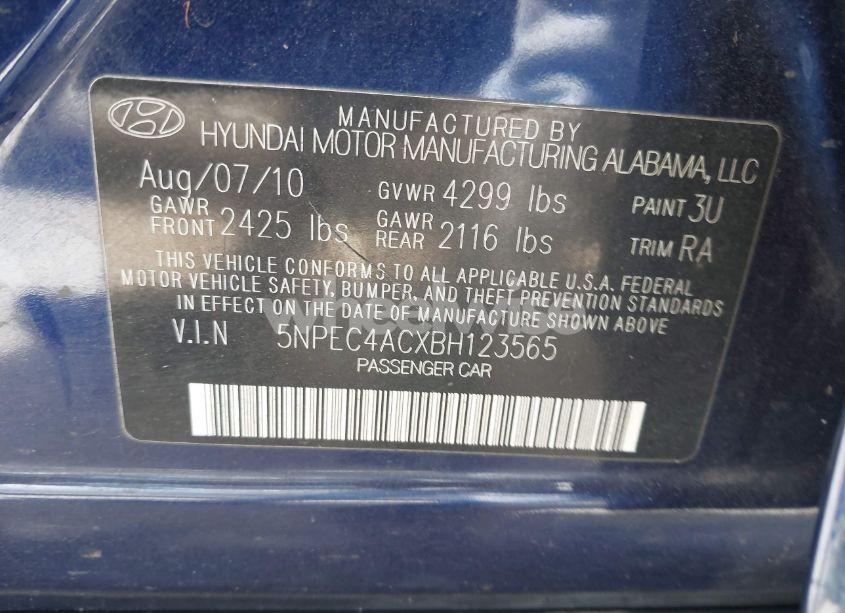 MANUFACTURED BY
HYUNDAI MOTOR MANUFACTURING ALABAMA, LLC
Aug/07/10 GVWR 4299 lbs PAINT 3U
GAWR FRONT 2425 lbs GAWR REAR 2116 lbs TRIM RA
THIS VEHICLE CONFORMS TO ALL APPLICABLE U.S.A. FEDERAL
MOTOR VEHICLE SAFETY, BUMPER, AND THEFT PREVENTION STANDARDS
IN EFFECT ON THE DATE OF MANUFACTURE SHOWN ABOVE
V.I.N 5NPEC4ACXBH123565
PASSENGER CAR